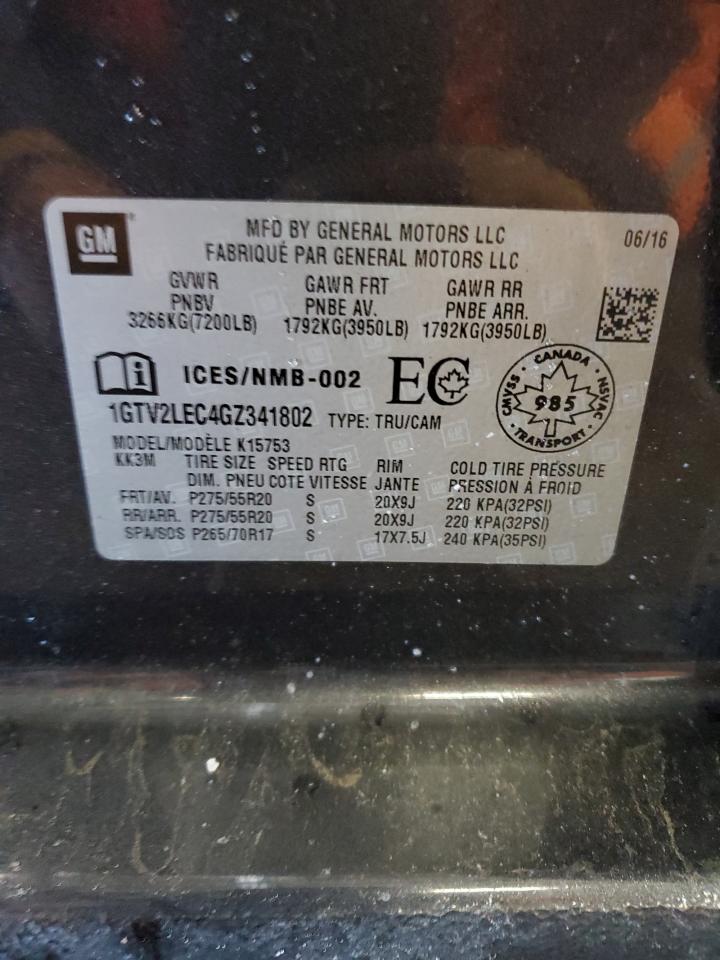 GM
MFD BY GENERAL MOTORS LLC
06/16
FABRIQUÉ PAR GENERAL MOTORS LLC
GVWR GAWR FRT GAWR RR
PNBV PNBE AV. PNBE ARR.
3266KG(7200LB) 1792KG(3950LB) 1792KG(3950LB)
i ICES/NMB-002 EC
CANADA
CMVSS 985 NSVAC
TRANSPORT
1GTV2LEC4GZ341802 TYPE: TRU/CAM
MODEL/MODÈLE K15753
KK3M TIRE SIZE SPEED RTG RIM COLD TIRE PRESSURE
DIM. PNEU COTE VITESSE JANTE PRESSION À FROID
FRT/AV. P275/55R20 S 20X9J 220 KPA(32PSI)
RR/ARR. P275/55R20 S 20X9J 220 KPA(32PSI)
SPA/SDS P265/70R17 S 17X7.5J 240 KPA(35PSI)